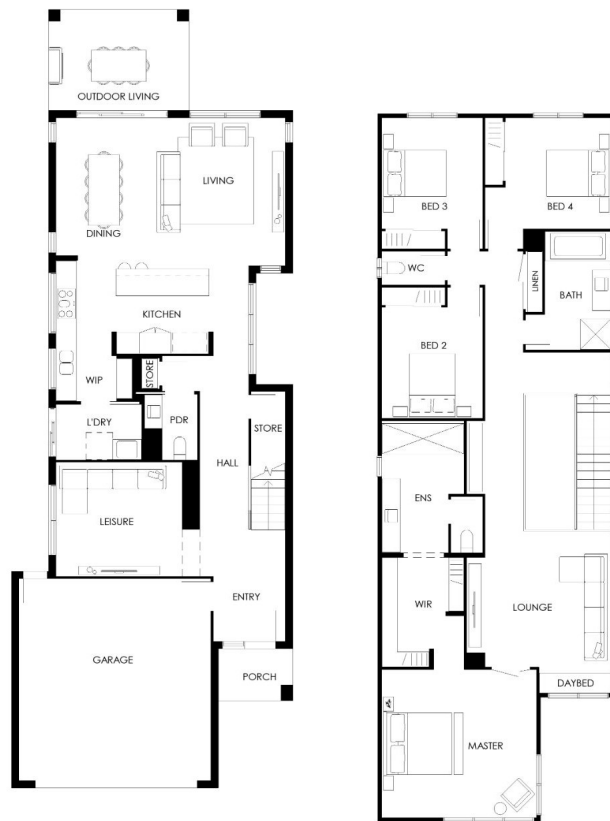 OUTDOOR LIVING
LIVING
DINING
KITCHEN
WIP
STORE
PDR
L'DRY
STORE
HALL
LEISURE
ENTRY
GARAGE
PORCH
BED 3
BED 4
WC
LINEN
BATH
BED 2
ENS
WIR
LOUNGE
DAYBED
MASTER